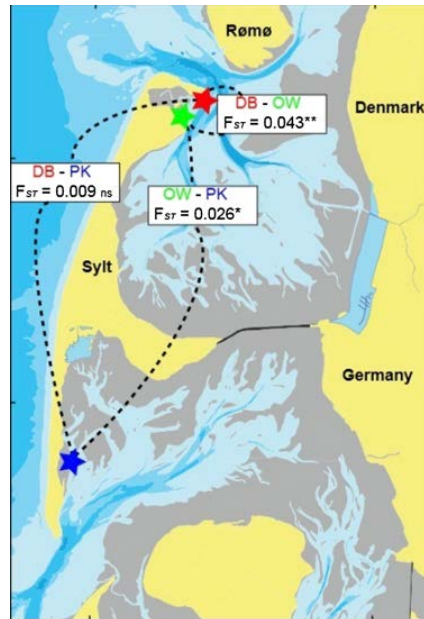 Rømø
DB - OW
FST = 0.043**
Denmark
DB - PK
FST = 0.009 ns
OW - PK
FST = 0.026*
Sylt
Germany